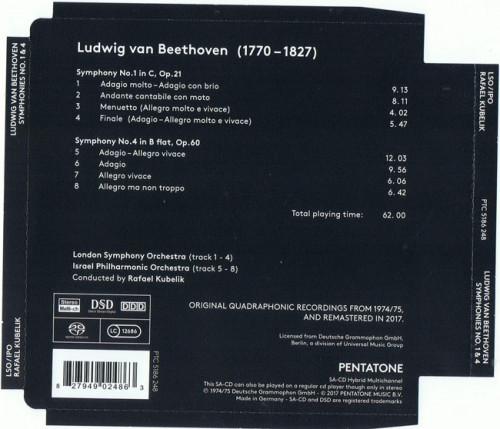 LUDWIG VAN BEETHOVEN
SYMPHONIES NO. 1 & 4
LSO/IPO
RAFAEL KUBELIK
Ludwig van Beethoven (1770–1827)
Symphony No.1 in C, Op.21
1 Adagio molto–Adagio con brio 9.13
2 Andante cantabile con moto 8.11
3 Menuetto (Allegro molto e vivace) 4.02
4 Finale (Adagio–Allegro molto e vivace) 5.47
Symphony No.4 in B flat, Op.60
5 Adagio–Allegro vivace 12.03
6 Adagio 9.56
7 Allegro vivace 6.06
8 Allegro ma non troppo 6.42
Total playing time: 62.00
London Symphony Orchestra (track 1 - 4)
Israel Philharmonic Orchestra (track 5 - 8)
Conducted by Rafael Kubelik
Stereo
Multi-ch
DSD
Direct Stream Digital
DDD
SUPER AUDIO CD
LC 12686
ORIGINAL QUADRAPHONIC RECORDINGS FROM 1974/75,
AND REMASTERED IN 2017.
Licensed from Deutsche Grammophon GmbH,
Berlin, a division of Universal Music Group
PENTATONE
SA-CD Hybrid Multichannel
This SA-CD can also be played on a regular cd player though only in stereo
℗ 1974/75 Deutsche Grammophon GmbH - © 2017 PENTATONE MUSIC B.V.
Made in Germany - SA-CD and DSD are registered trademarks
8 27949 02486 3
PTC 5186 248
LSO/IPO
RAFAEL KUBELIK
PTC 5186 248
LUDWIG VAN BEETHOVEN
SYMPHONIES NO. 1 & 4